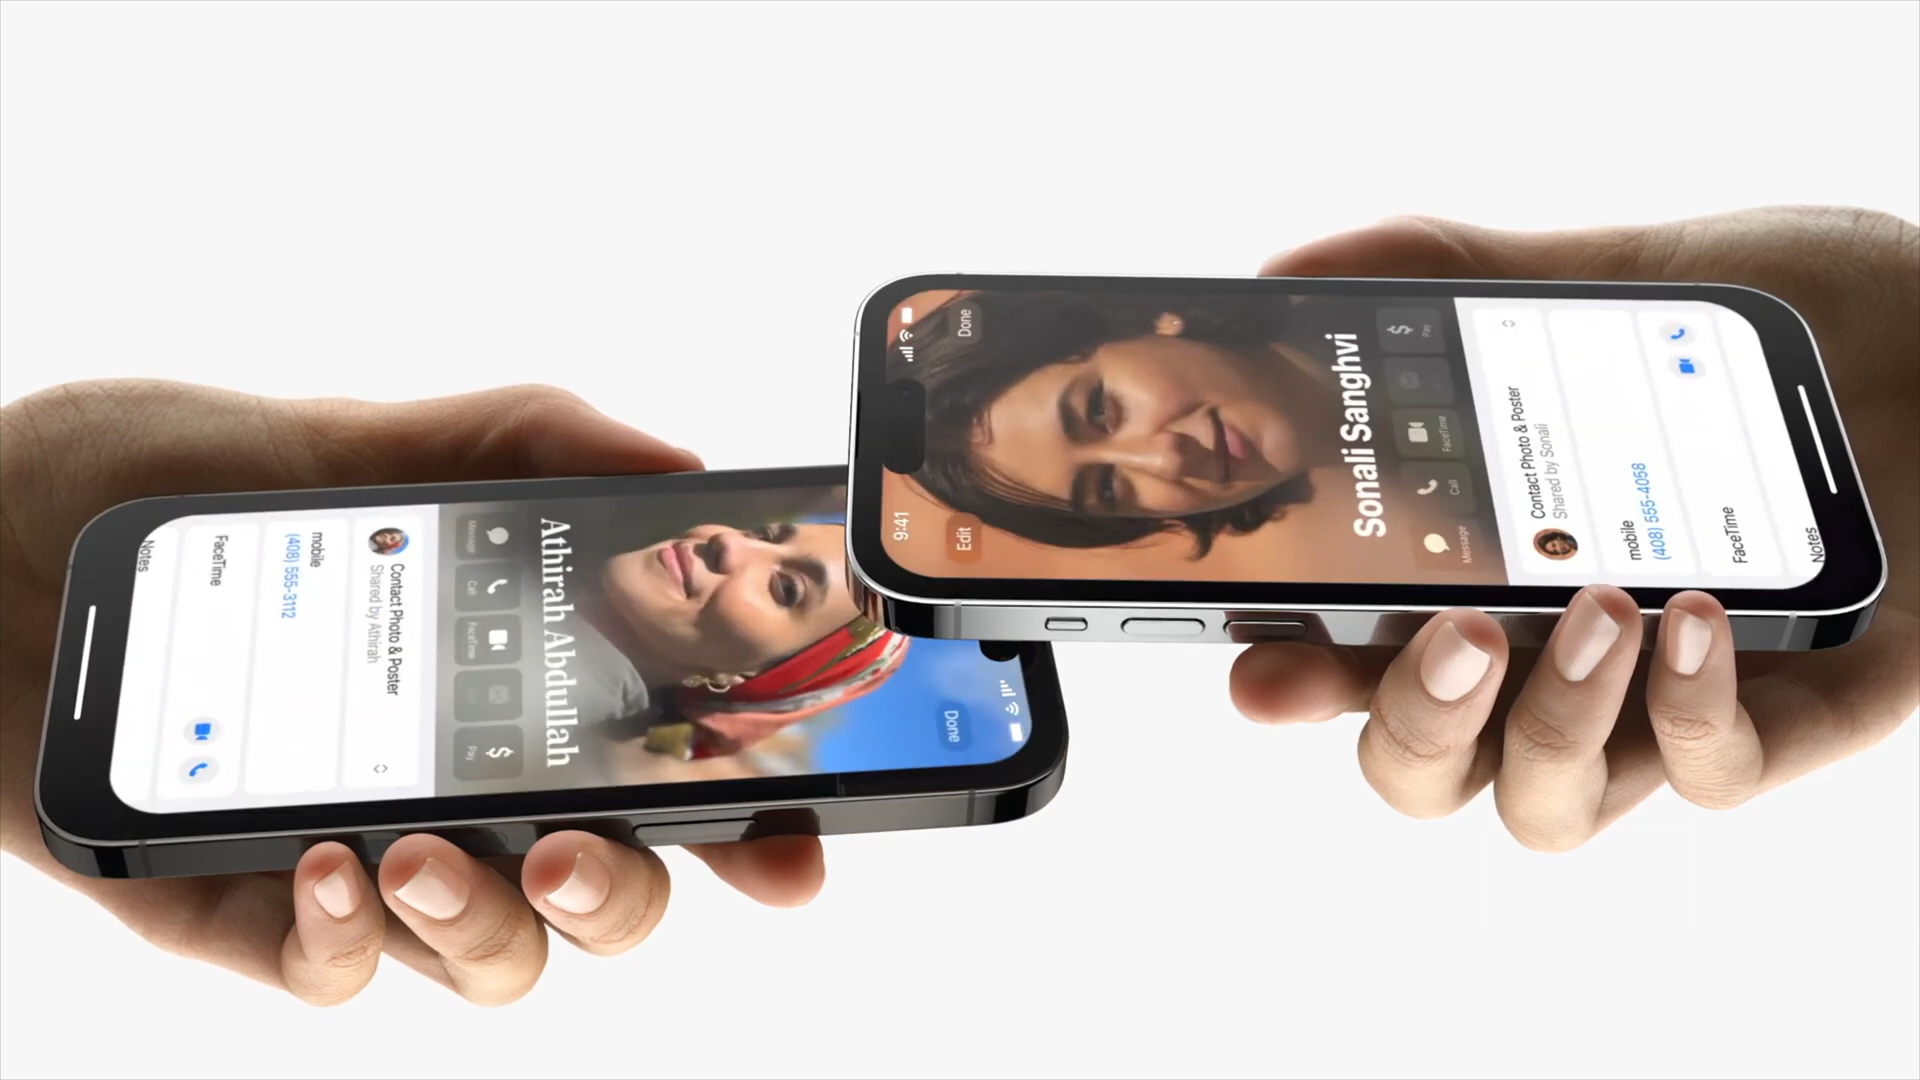 Done
Athirah Abdullah
Message
Call
FaceTime
Pay
Contact Photo & Poster
Shared by Athirah
mobile
(408) 555-3112
FaceTime
Notes
9:41
Edit
Done
Sonali Sanghvi
Message
Call
FaceTime
Pay
Contact Photo & Poster
Shared by Sonali
mobile
(408) 555-4058
FaceTime
Notes